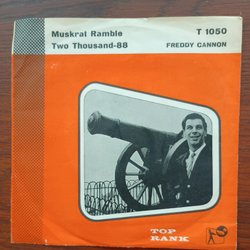 Muskrat Ramble T 1050
Two Thousand-88 FREDDY CANNON
TOP
RANK